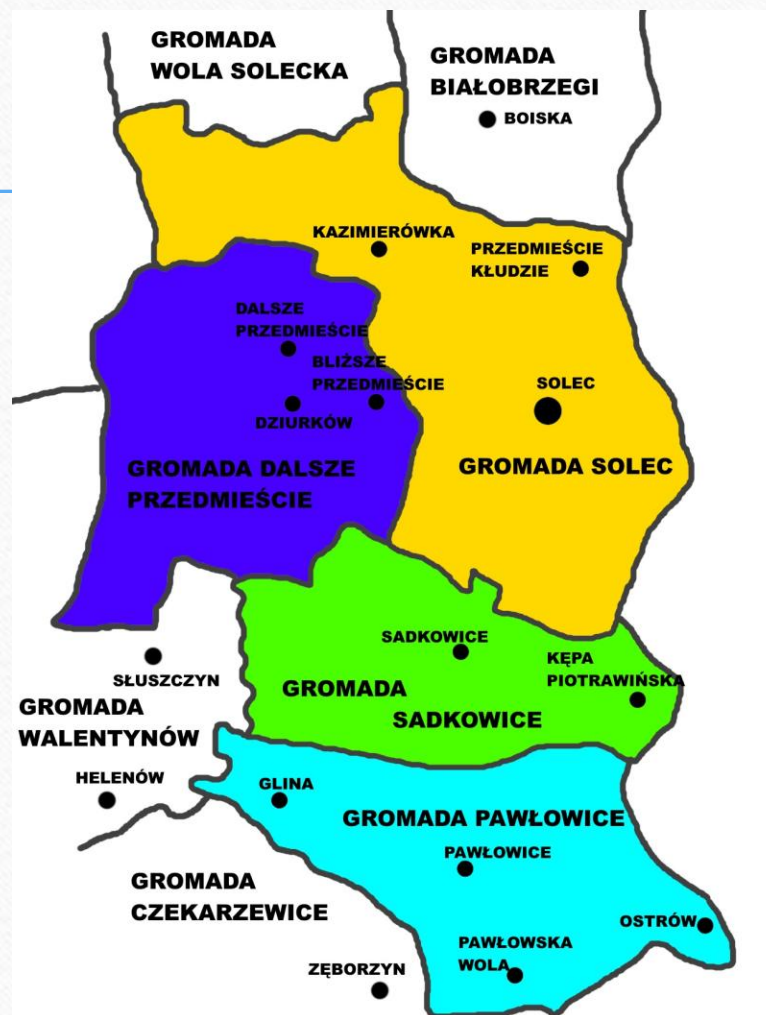 GROMADA
WOLA SOLECKA
GROMADA
BIAŁOBRZEGI
BOISKA
KAZIMIERÓWKA
PRZEDMIEŚCIE
KŁUDZIE
DALSZE
PRZEDMIEŚCIE
BLIŻSZE
PRZEDMIEŚCIE
DZIURKÓW
SOLEC
GROMADA DALSZE
PRZEDMIEŚCIE
GROMADA SOLEC
SADKOWICE
KĘPA
PIOTRAWIŃSKA
SŁUSZCZYN
GROMADA
SADKOWICE
GROMADA
WALENTYNÓW
HELENÓW
GLINA
GROMADA PAWŁOWICE
PAWŁOWICE
GROMADA
CZEKARZEWICE
OSTRÓW
PAWŁOWSKA
WOLA
ZĘBORZYN